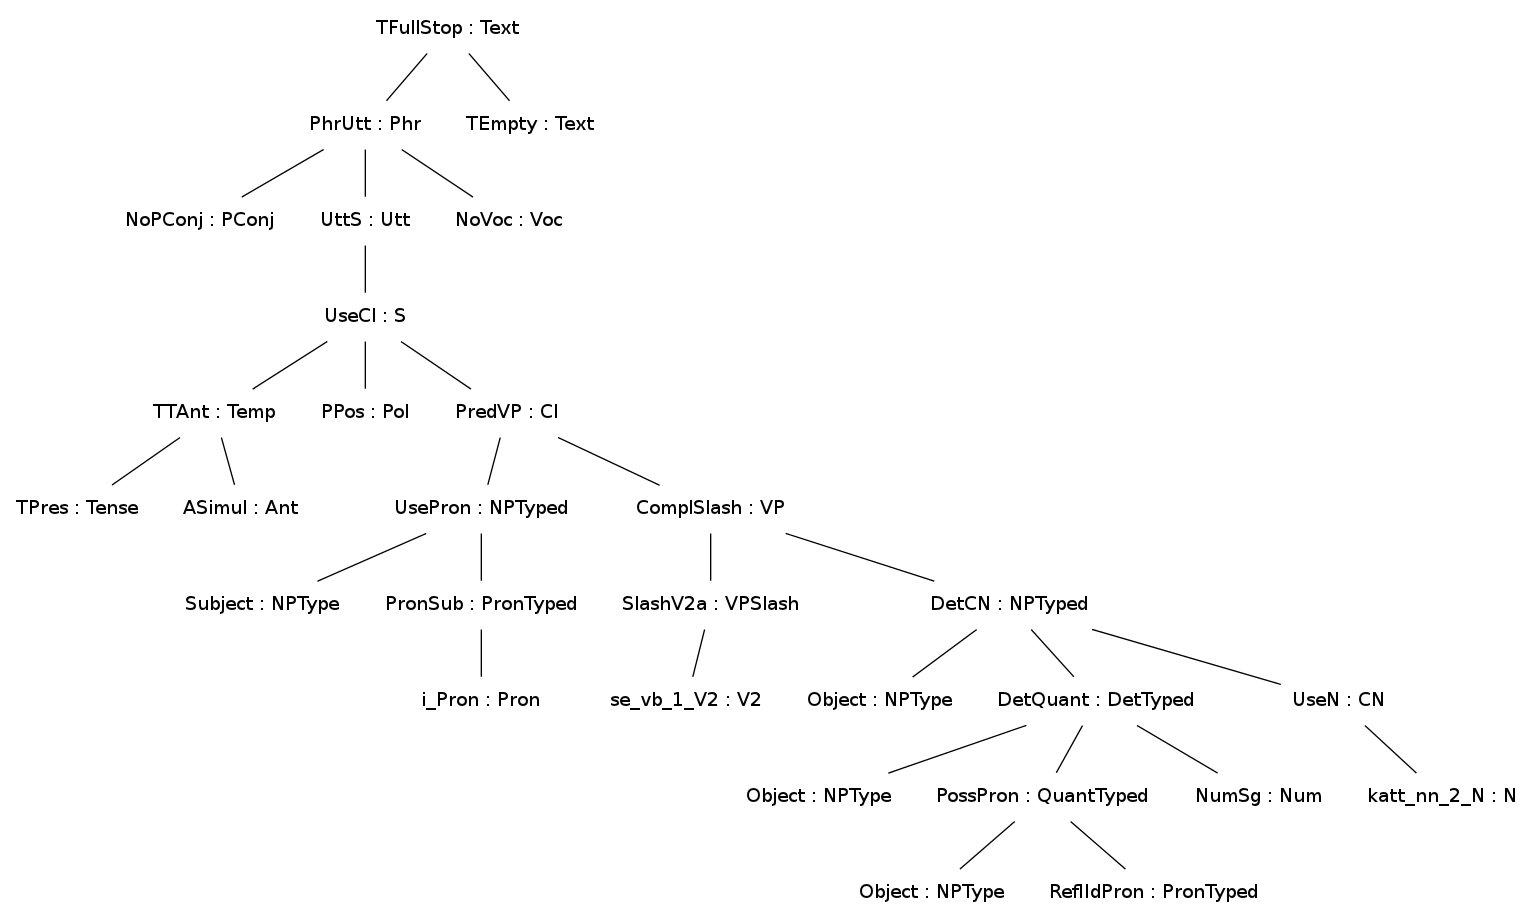 TFullStop : Text
PhrUtt : Phr TEmpty : Text
NoPConj : PConj UttS : Utt NoVoc : Voc
UseCl : S
TTAnt : Temp PPos : Pol PredVP : Cl
TPres : Tense ASimul : Ant UsePron : NPTyped ComplSlash : VP
Subject : NPType PronSub : PronTyped SlashV2a : VPSlash DetCN : NPTyped
i_Pron : Pron se_vb_1_V2 : V2 Object : NPType DetQuant : DetTyped UseN : CN
Object : NPType PossPron : QuantTyped NumSg : Num katt_nn_2_N : N
Object : NPType ReflIdPron : PronTyped